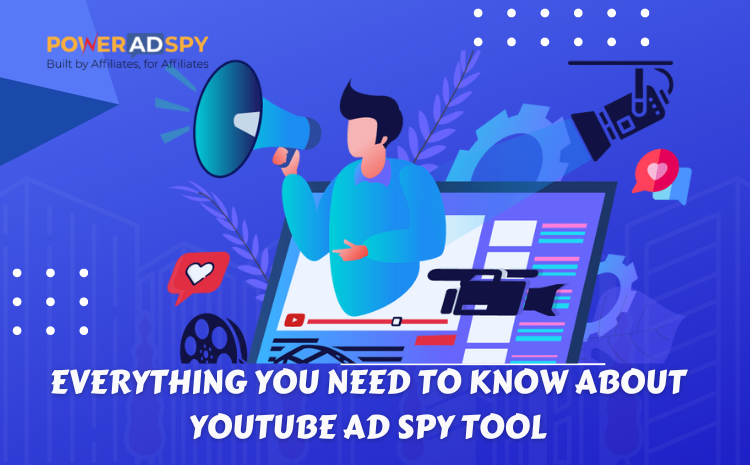 POWERADSPY
Built by Affiliates, for Affiliates
EVERYTHING YOU NEED TO KNOW ABOUT
YOUTUBE AD SPY TOOL